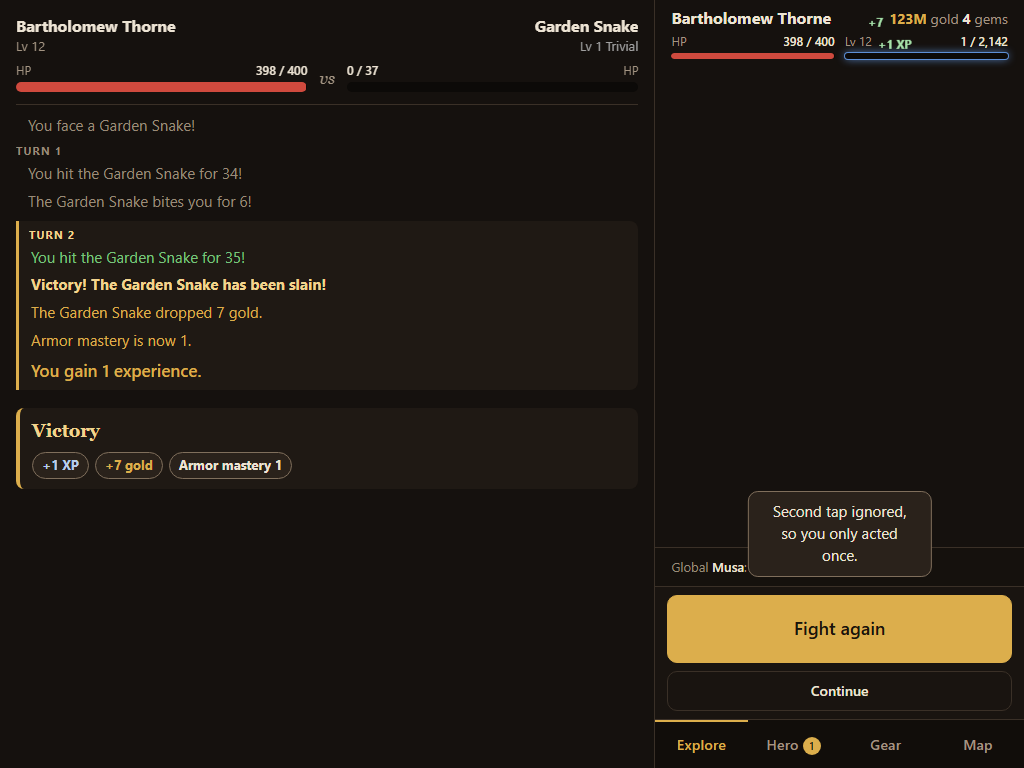 Bartholomew Thorne
Lv 12
HP 398 / 400
vs
Garden Snake
Lv 1 Trivial
0 / 37 HP
You face a Garden Snake!
TURN 1
You hit the Garden Snake for 34!
The Garden Snake bites you for 6!
TURN 2
You hit the Garden Snake for 35!
Victory! The Garden Snake has been slain!
The Garden Snake dropped 7 gold.
Armor mastery is now 1.
You gain 1 experience.
Victory
+1 XP +7 gold Armor mastery 1
Bartholomew Thorne +7 123M gold 4 gems
HP 398 / 400 Lv 12 +1 XP 1 / 2,142
Second tap ignored,
so you only acted
once.
Global Musa:
Fight again
Continue
Explore Hero 1 Gear Map